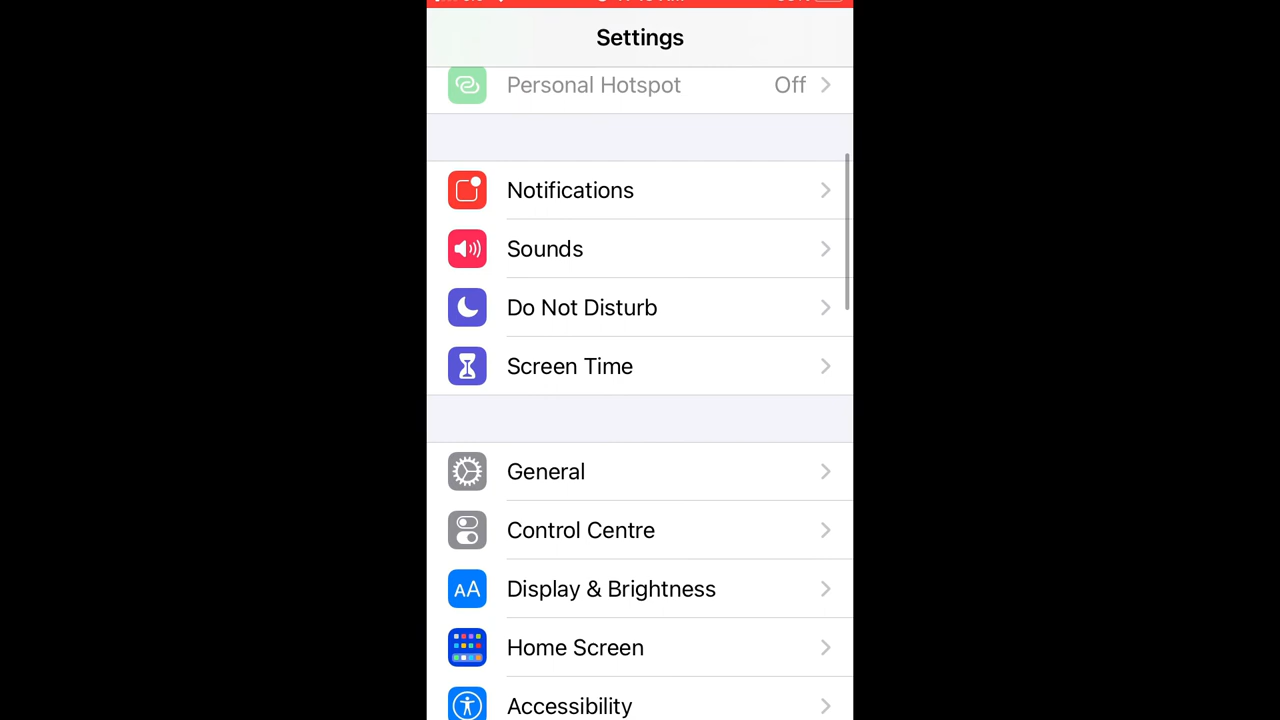 Settings
Personal Hotspot Off
Notifications
Sounds
Do Not Disturb
Screen Time
General
Control Centre
AA Display & Brightness
Home Screen
Accessibility